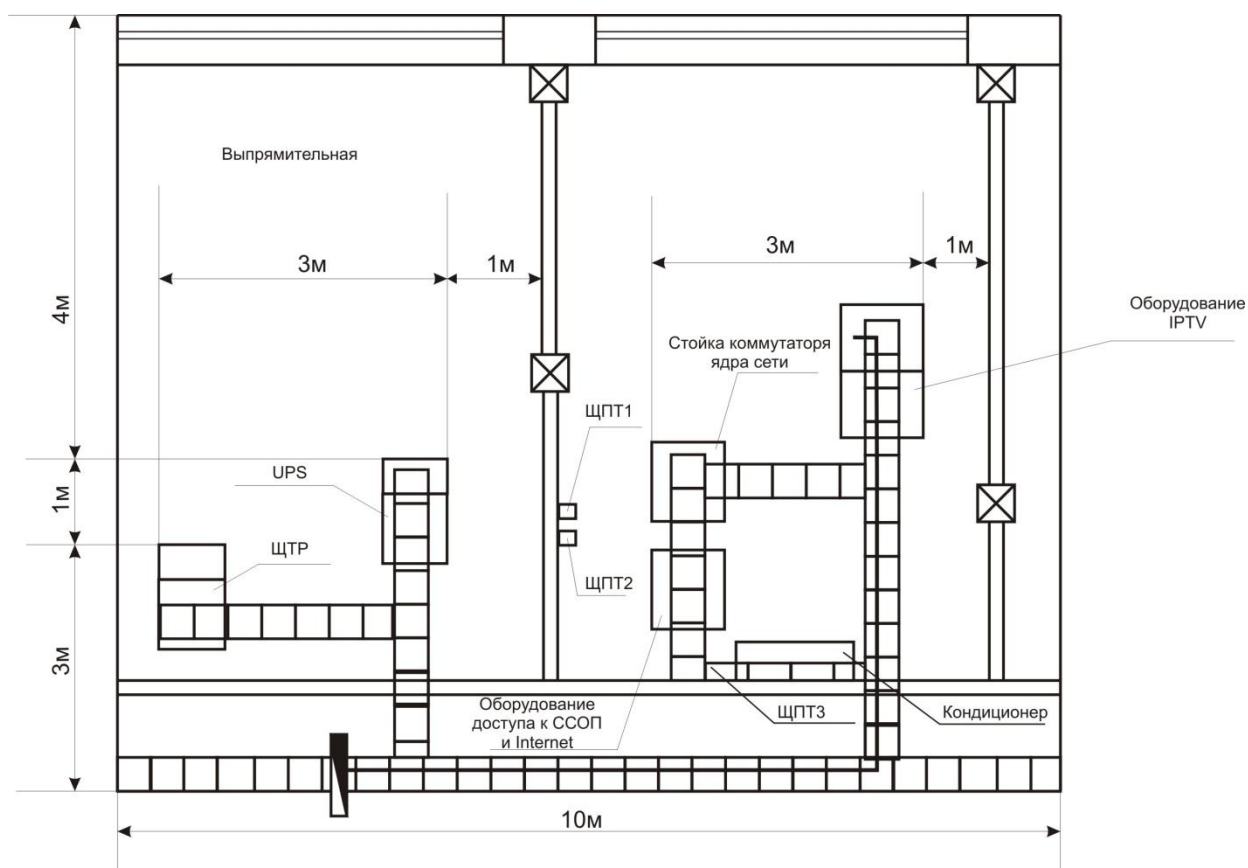 Выпрямительная
3м
1м
3м
1м
4м
Оборудование
IPTV
Стойка коммутаторя
ядра сети
ЩПТ1
UPS
1м
ЩТР
ЩПТ2
3м
Оборудование
доступа к ССОП
и Internet
ЩПТ3
Кондиционер
10м